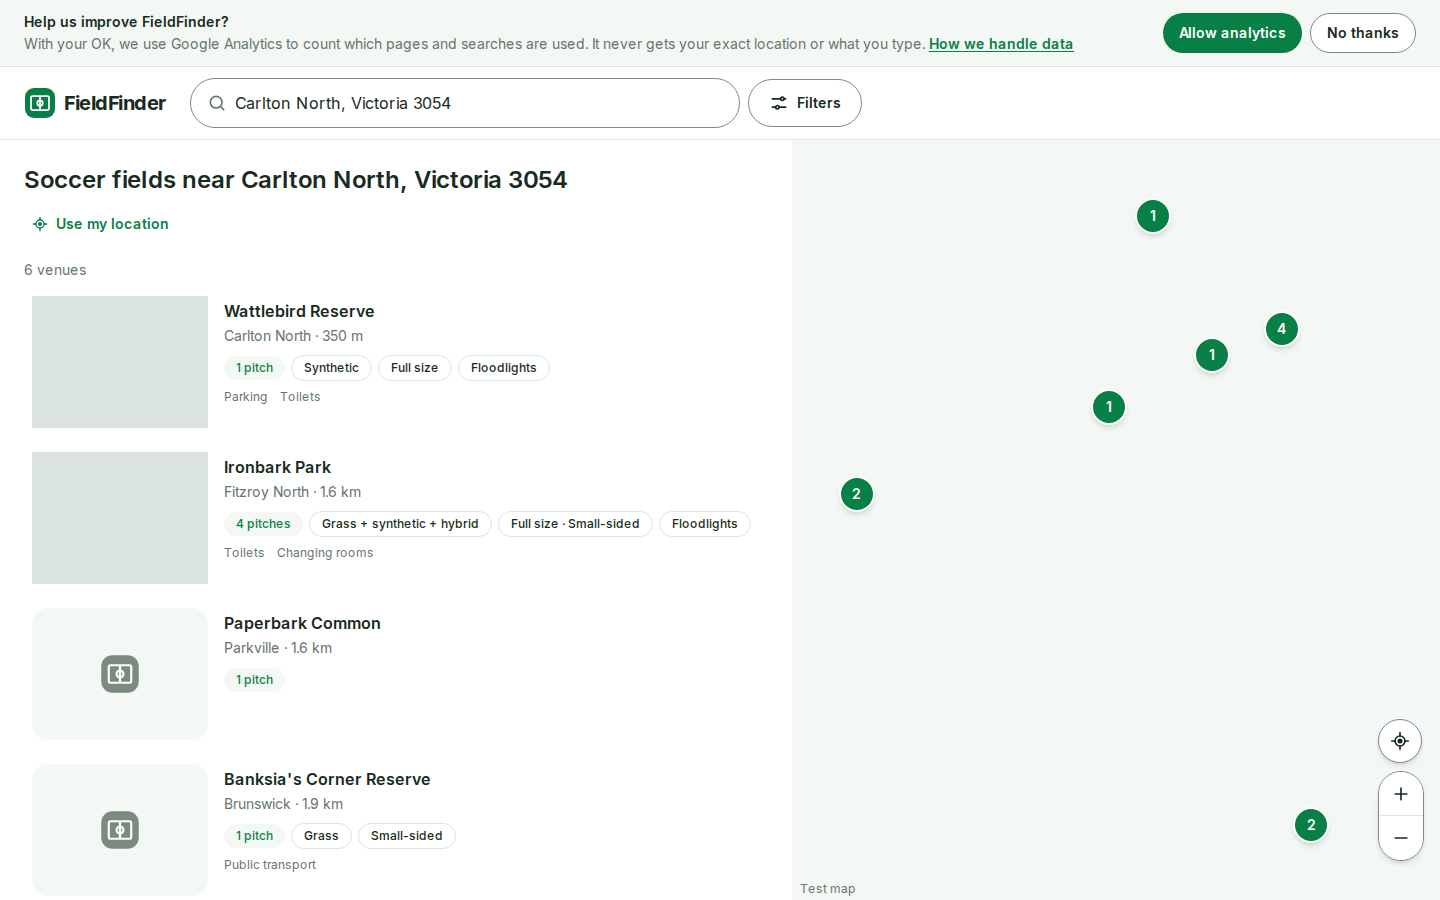 Help us improve FieldFinder?
With your OK, we use Google Analytics to count which pages and searches are used. It never gets your exact location or what you type. How we handle data
Allow analytics
No thanks
FieldFinder
Carlton North, Victoria 3054
Filters
Soccer fields near Carlton North, Victoria 3054
Use my location
6 venues
Wattlebird Reserve
Carlton North · 350 m
1 pitch Synthetic Full size Floodlights
Parking Toilets
Ironbark Park
Fitzroy North · 1.6 km
4 pitches Grass + synthetic + hybrid Full size · Small-sided Floodlights
Toilets Changing rooms
Paperbark Common
Parkville · 1.6 km
1 pitch
Banksia's Corner Reserve
Brunswick · 1.9 km
1 pitch Grass Small-sided
Public transport
1
4
1
1
2
2
Test map